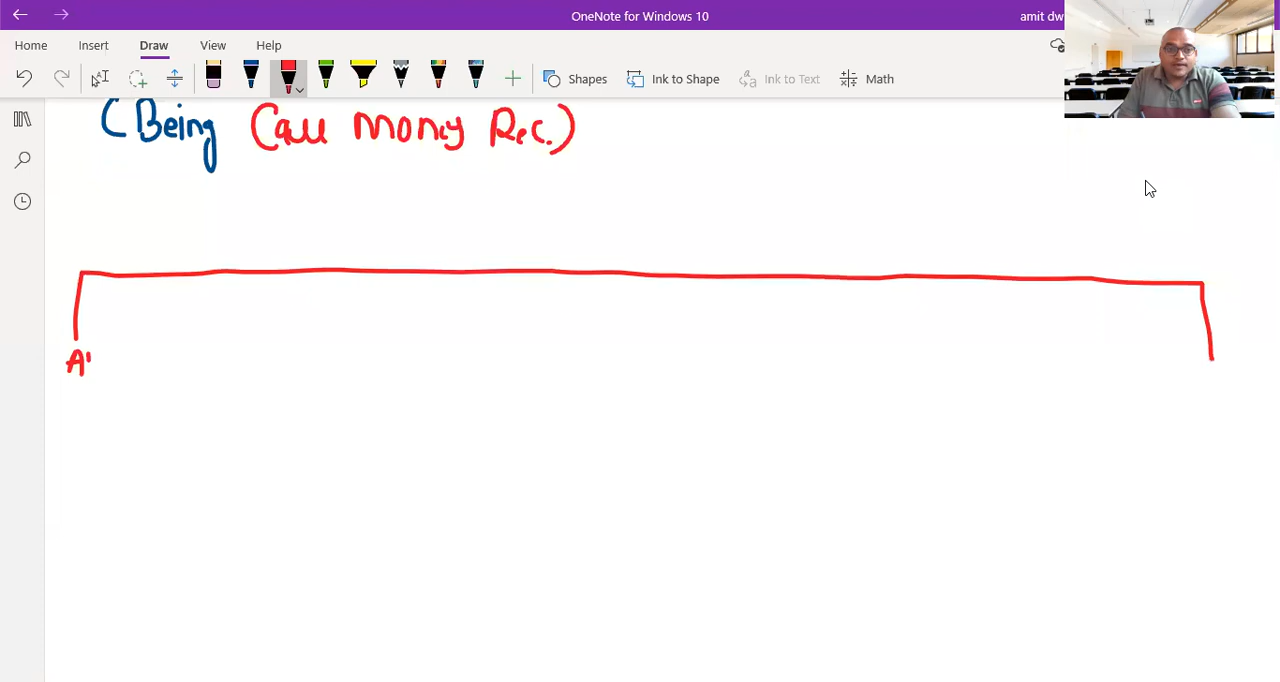 OneNote for Windows 10
amit dw
Home Insert Draw View Help
Shapes Ink to Shape Ink to Text Math
(Being Call Money Rec.)
A'